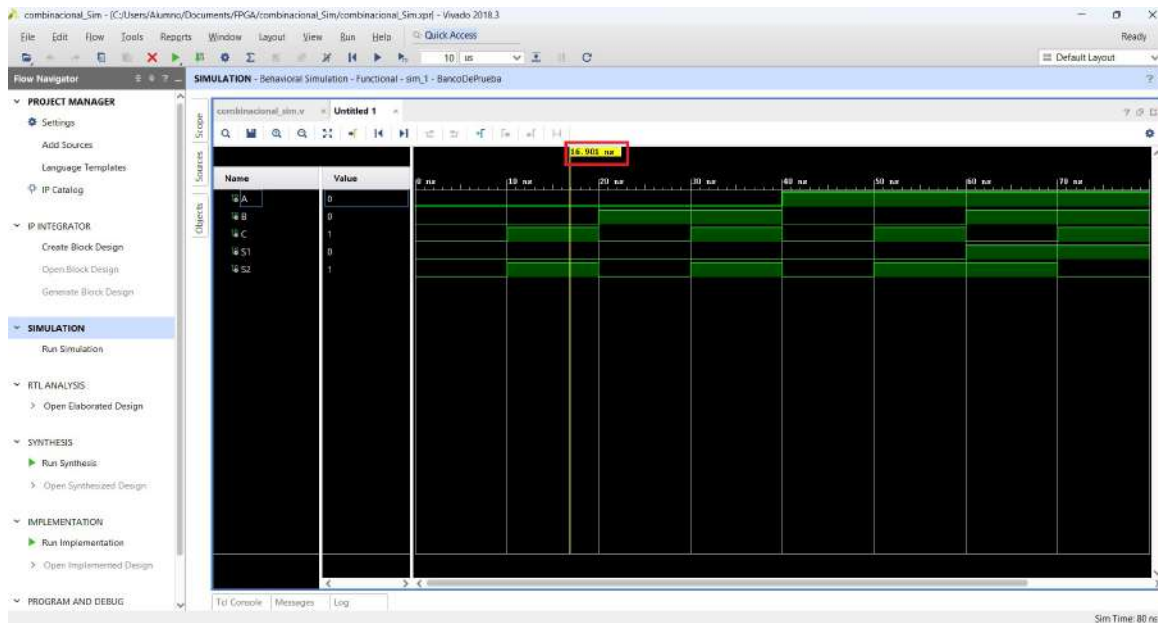 combinacional_Sim - [C:/Users/Alumno/Documents/FPGA/combinacional_Sim/combinacional_Sim.xpr] - Vivado 2018.3
File Edit Flow Tools Reports Window Layout View Run Help Quick Access
Ready
10 us
Default Layout
Flow Navigator
SIMULATION - Behavioral Simulation - Functional - sim_1 - BancoDePrueba
PROJECT MANAGER
Settings
Add Sources
Language Templates
IP Catalog
IP INTEGRATOR
Create Block Design
Open Block Design
Generate Block Design
SIMULATION
Run Simulation
RTL ANALYSIS
Open Elaborated Design
SYNTHESIS
Run Synthesis
Open Synthesized Design
IMPLEMENTATION
Run Implementation
Open Implemented Design
PROGRAM AND DEBUG
Scope
Sources
Objects
combinacional_sim.v Untitled 1
16.901 ns
Name Value
0 ns 10 ns 20 ns 30 ns 40 ns 50 ns 60 ns 70 ns
A 0
B 0
C 1
S1 0
S2 1
Tcl Console Messages Log
Sim Time: 80 ns